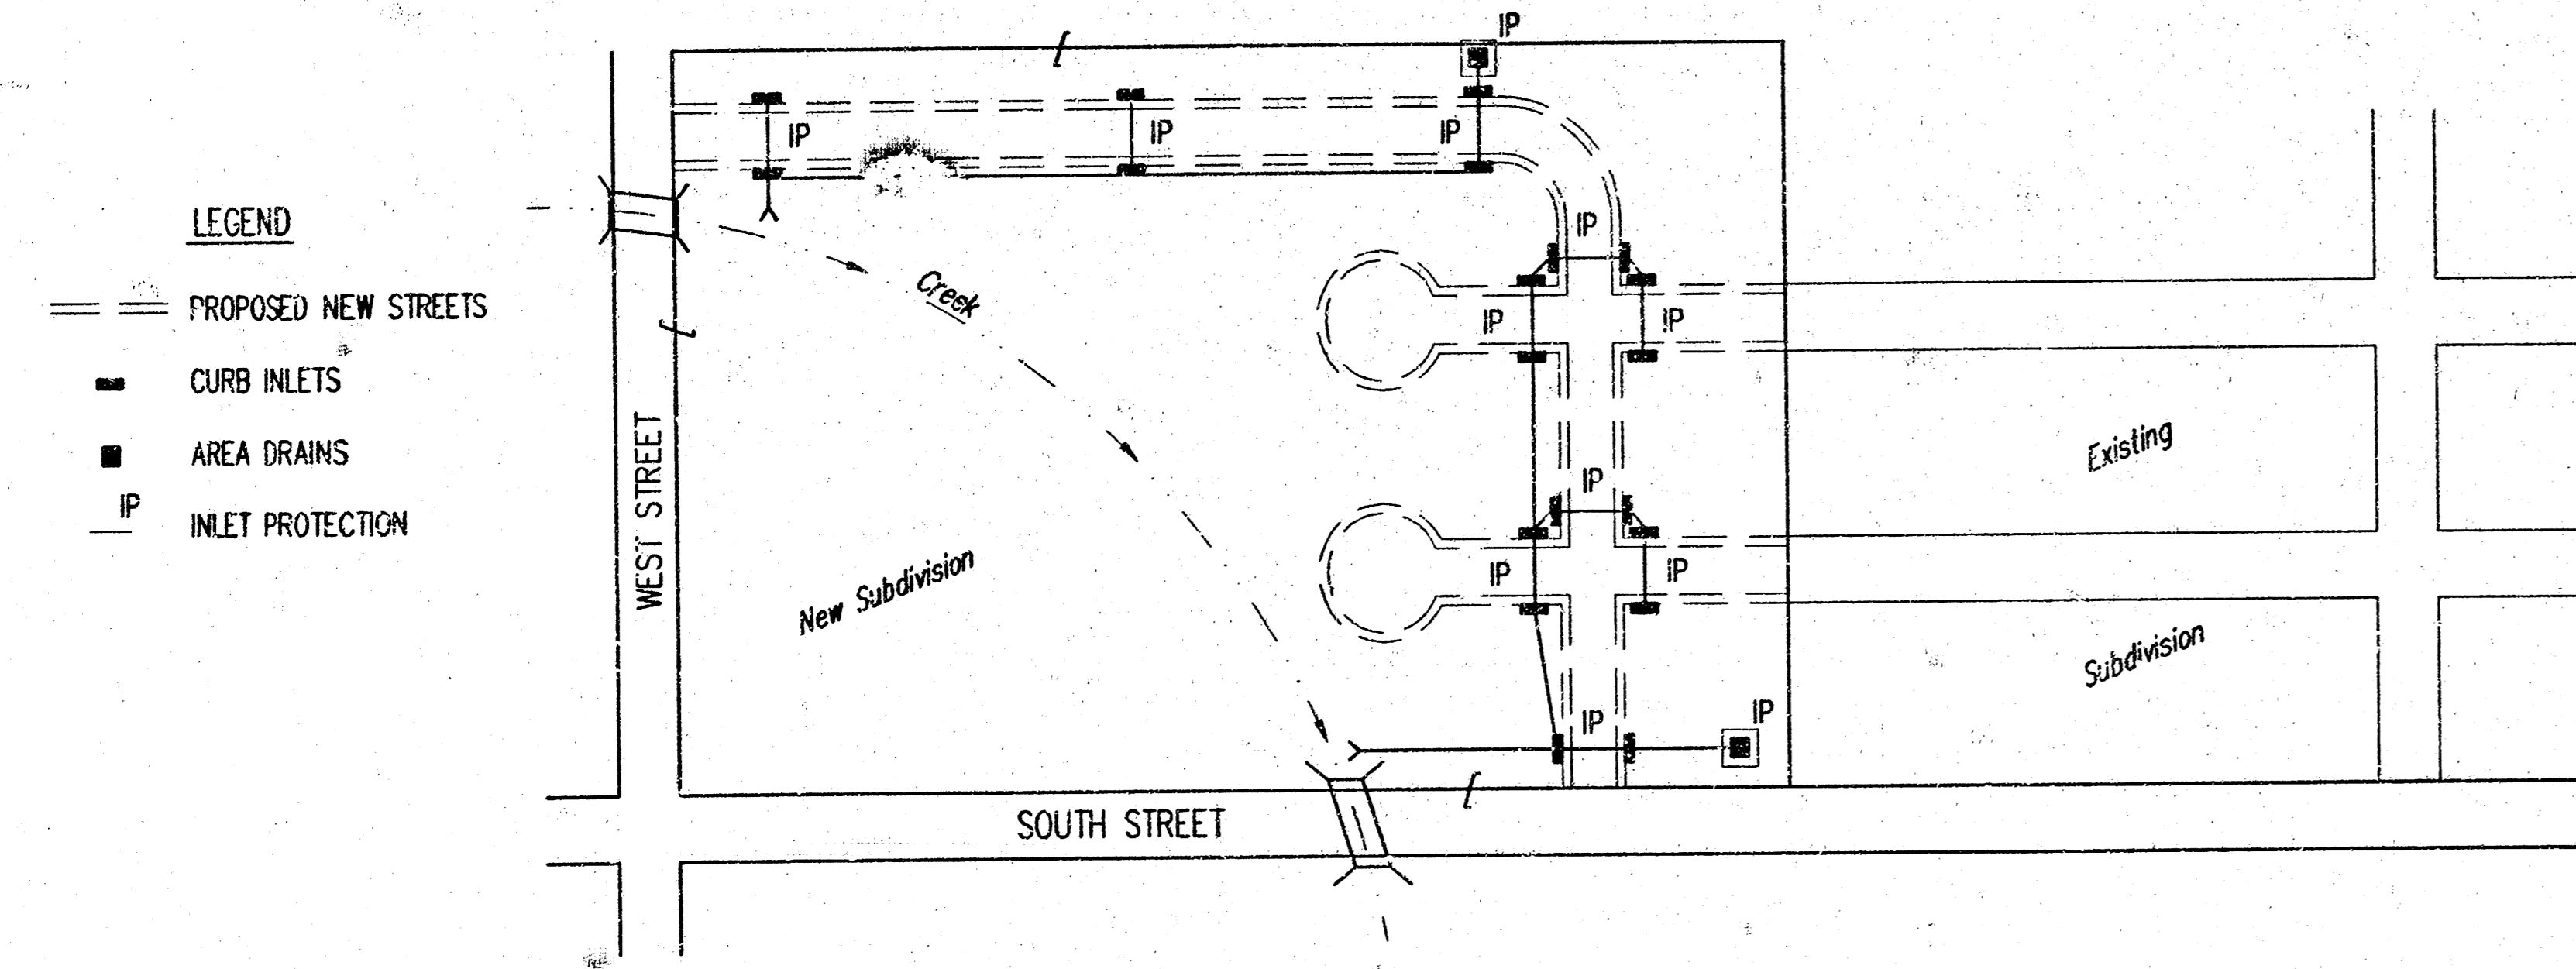 IP
IP
IP
IP
LEGEND
PROPOSED NEW STREETS
CURB INLETS
AREA DRAINS
IP
INLET PROTECTION
WEST STREET
Creek
New Subdivision
IP
IP
IP
IP
IP
IP
IP
IP
Existing
Subdivision
SOUTH STREET